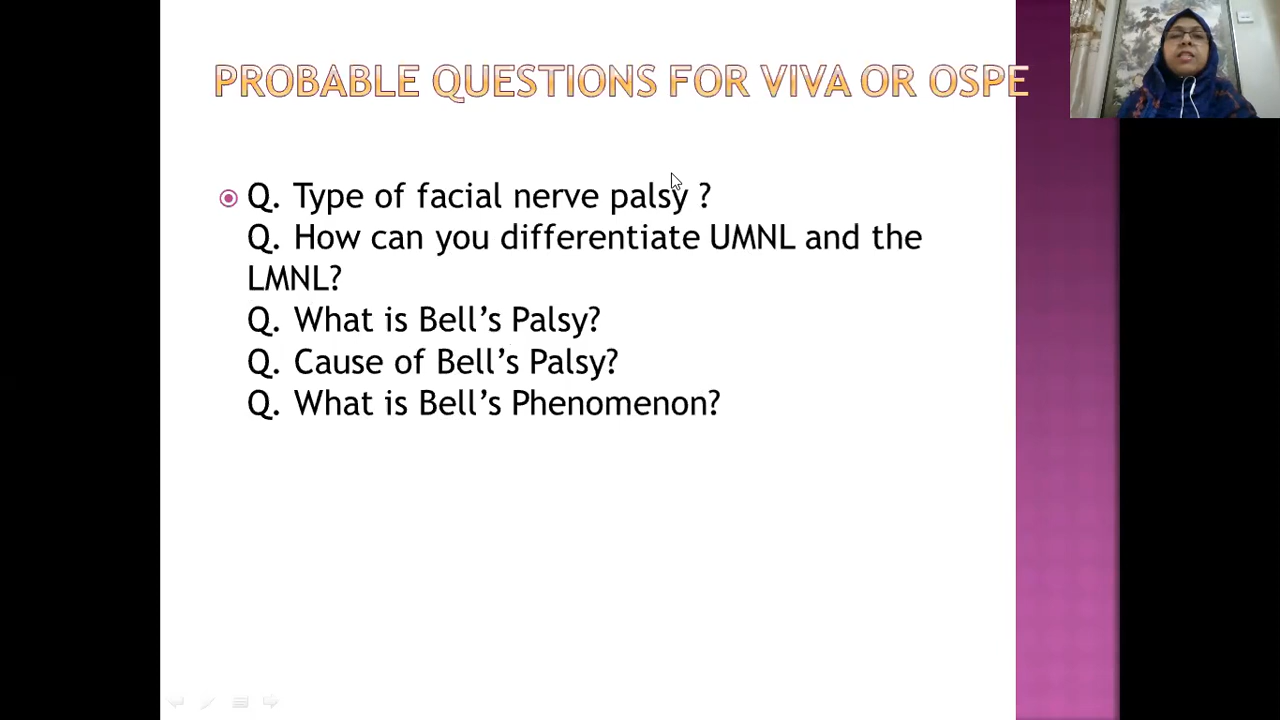 PROBABLE QUESTIONS FOR VIVA OR OSPE
Q. Type of facial nerve palsy ?
Q. How can you differentiate UMNL and the
LMNL?
Q. What is Bell’s Palsy?
Q. Cause of Bell’s Palsy?
Q. What is Bell’s Phenomenon?